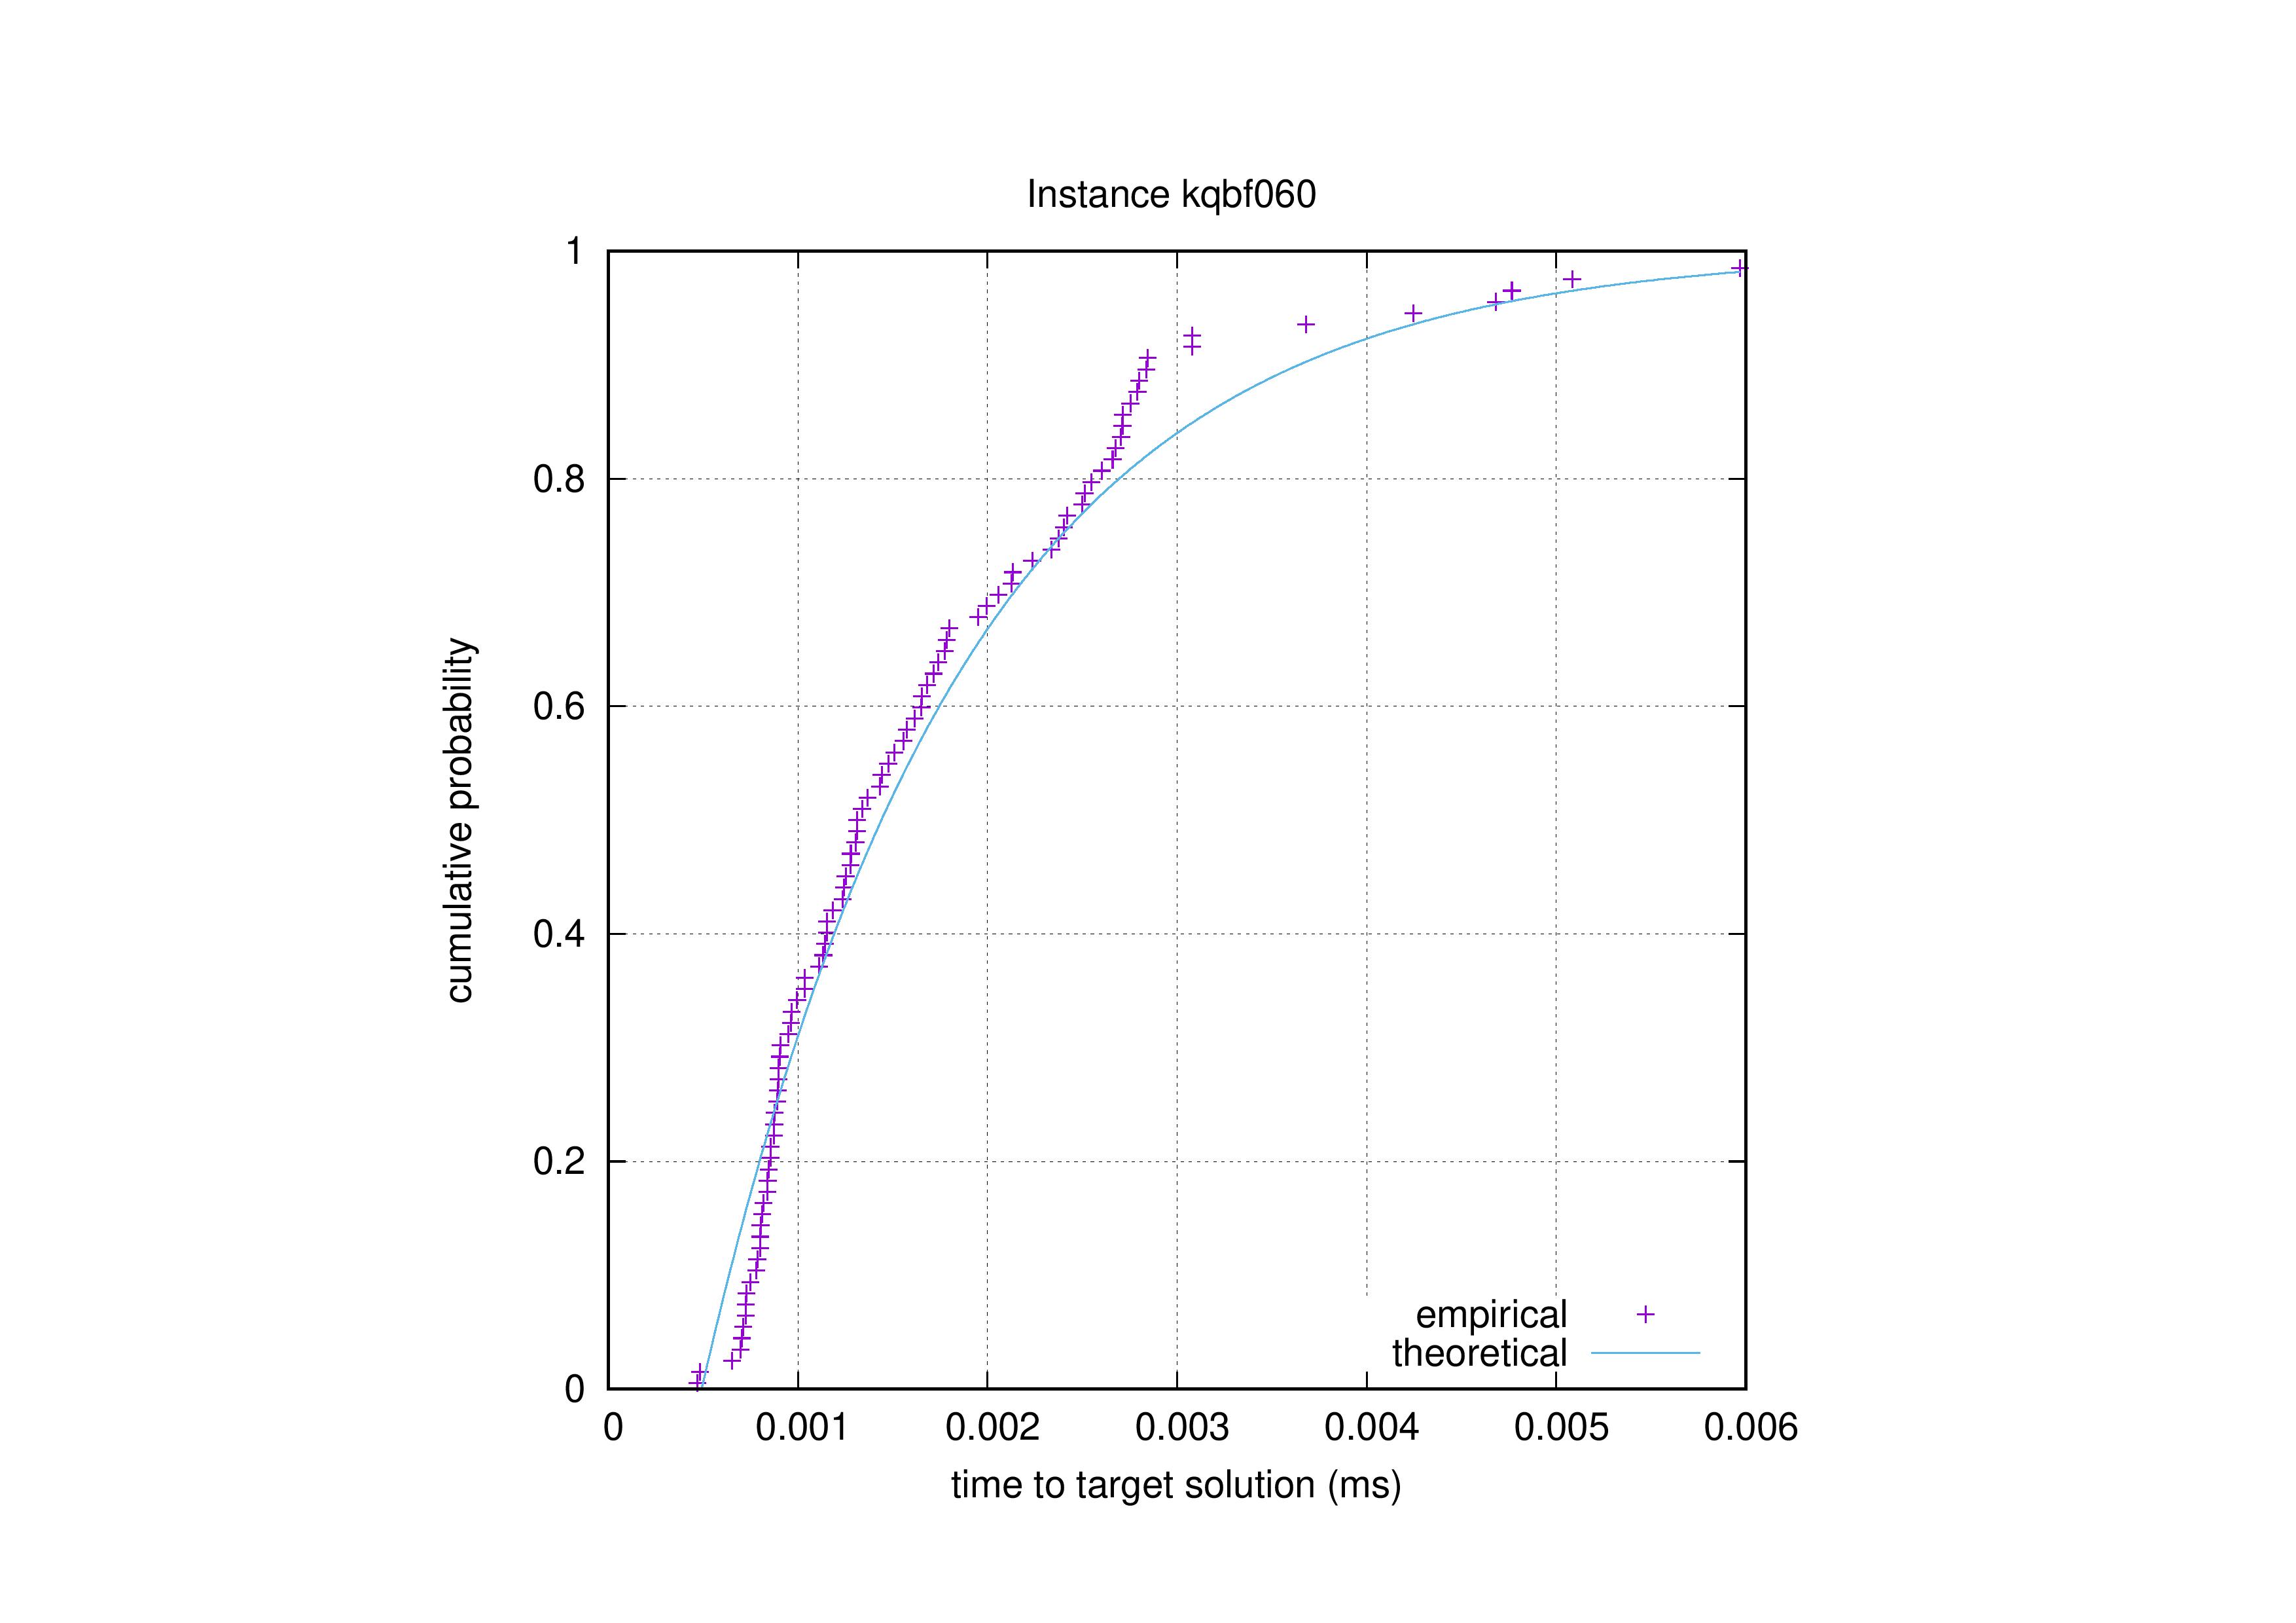 Instance kqbf060
1
0.8
0.6
0.4
0.2
0
cumulative probability
empirical
theoretical
0 0.001 0.002 0.003 0.004 0.005 0.006
time to target solution (ms)